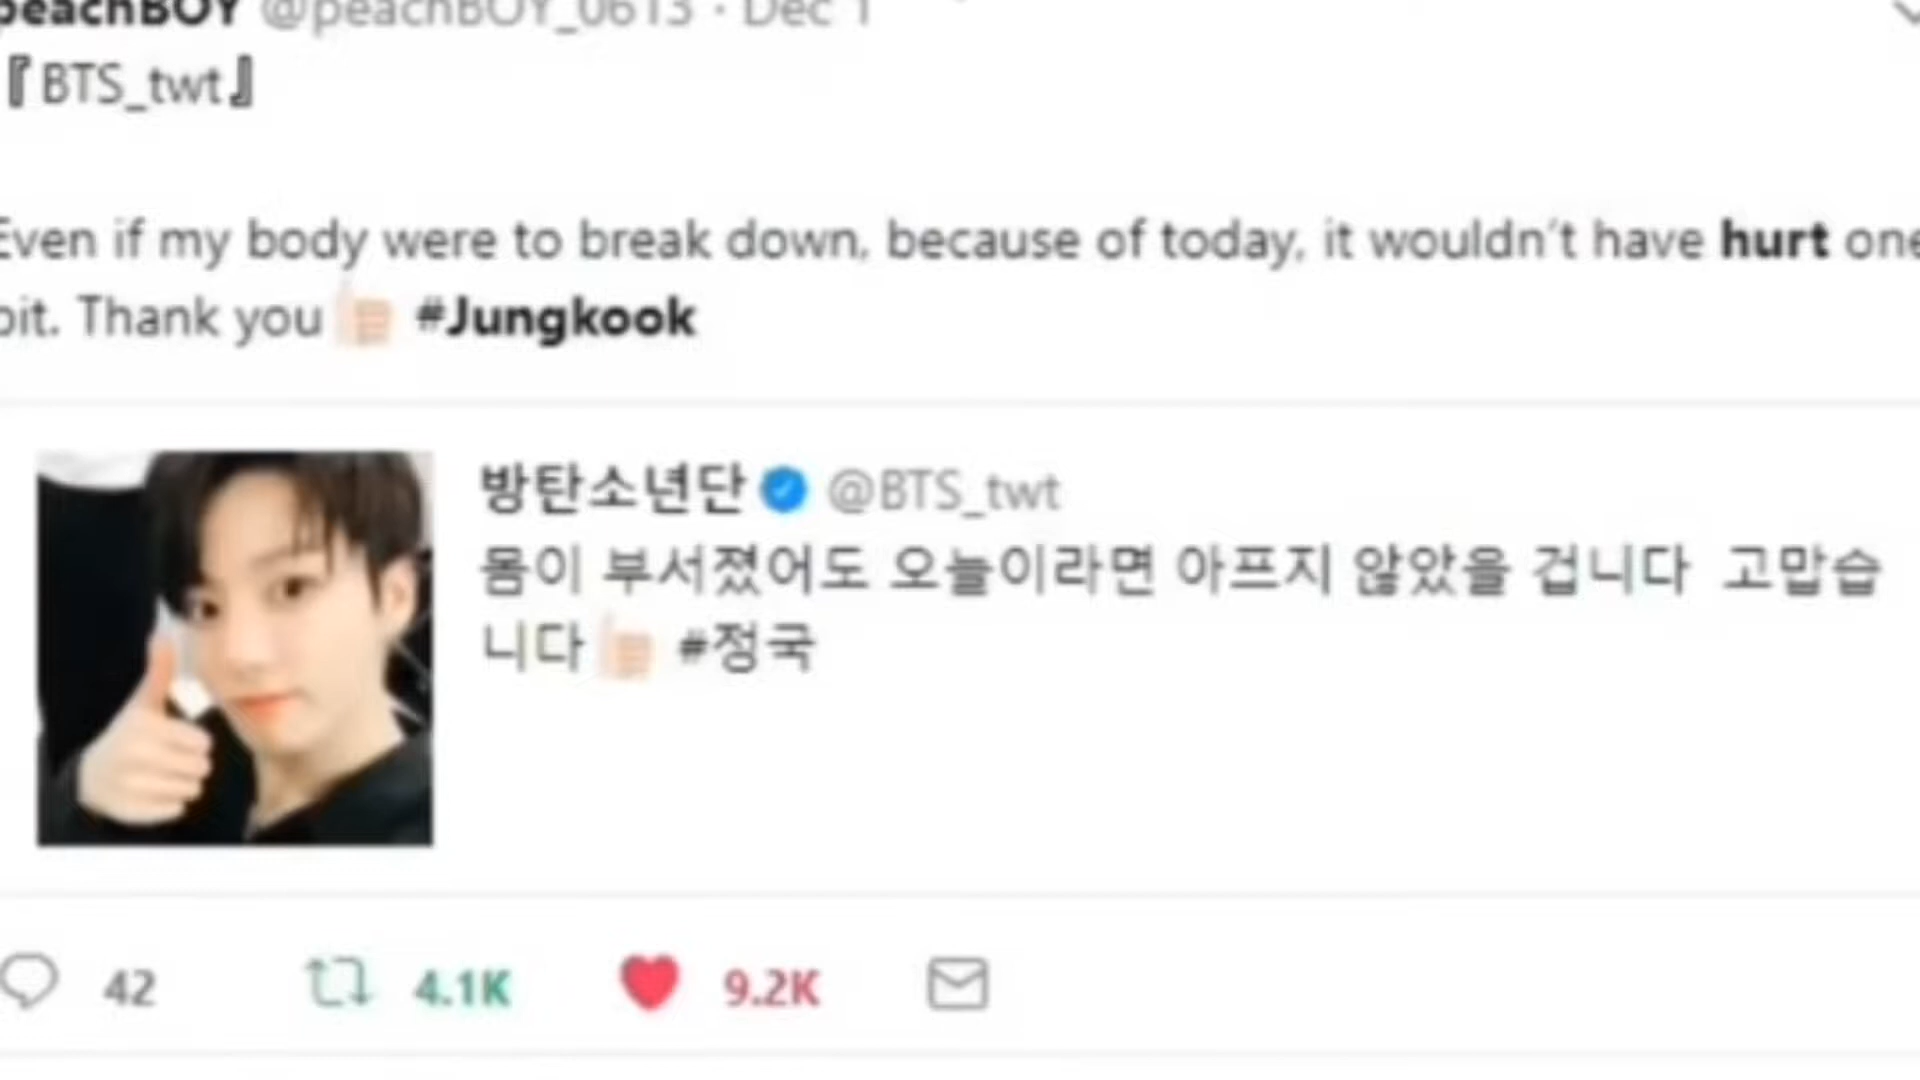 peachBOY @peachBOY_0613 · Dec 1
『BTS_twt』
Even if my body were to break down, because of today, it wouldn't have hurt one
bit. Thank you👍🏻 #Jungkook
방탄소년단 @BTS_twt
몸이 부서졌어도 오늘이라면 아프지 않았을 겁니다 고맙습
니다👍🏻 #정국
42 4.1K 9.2K